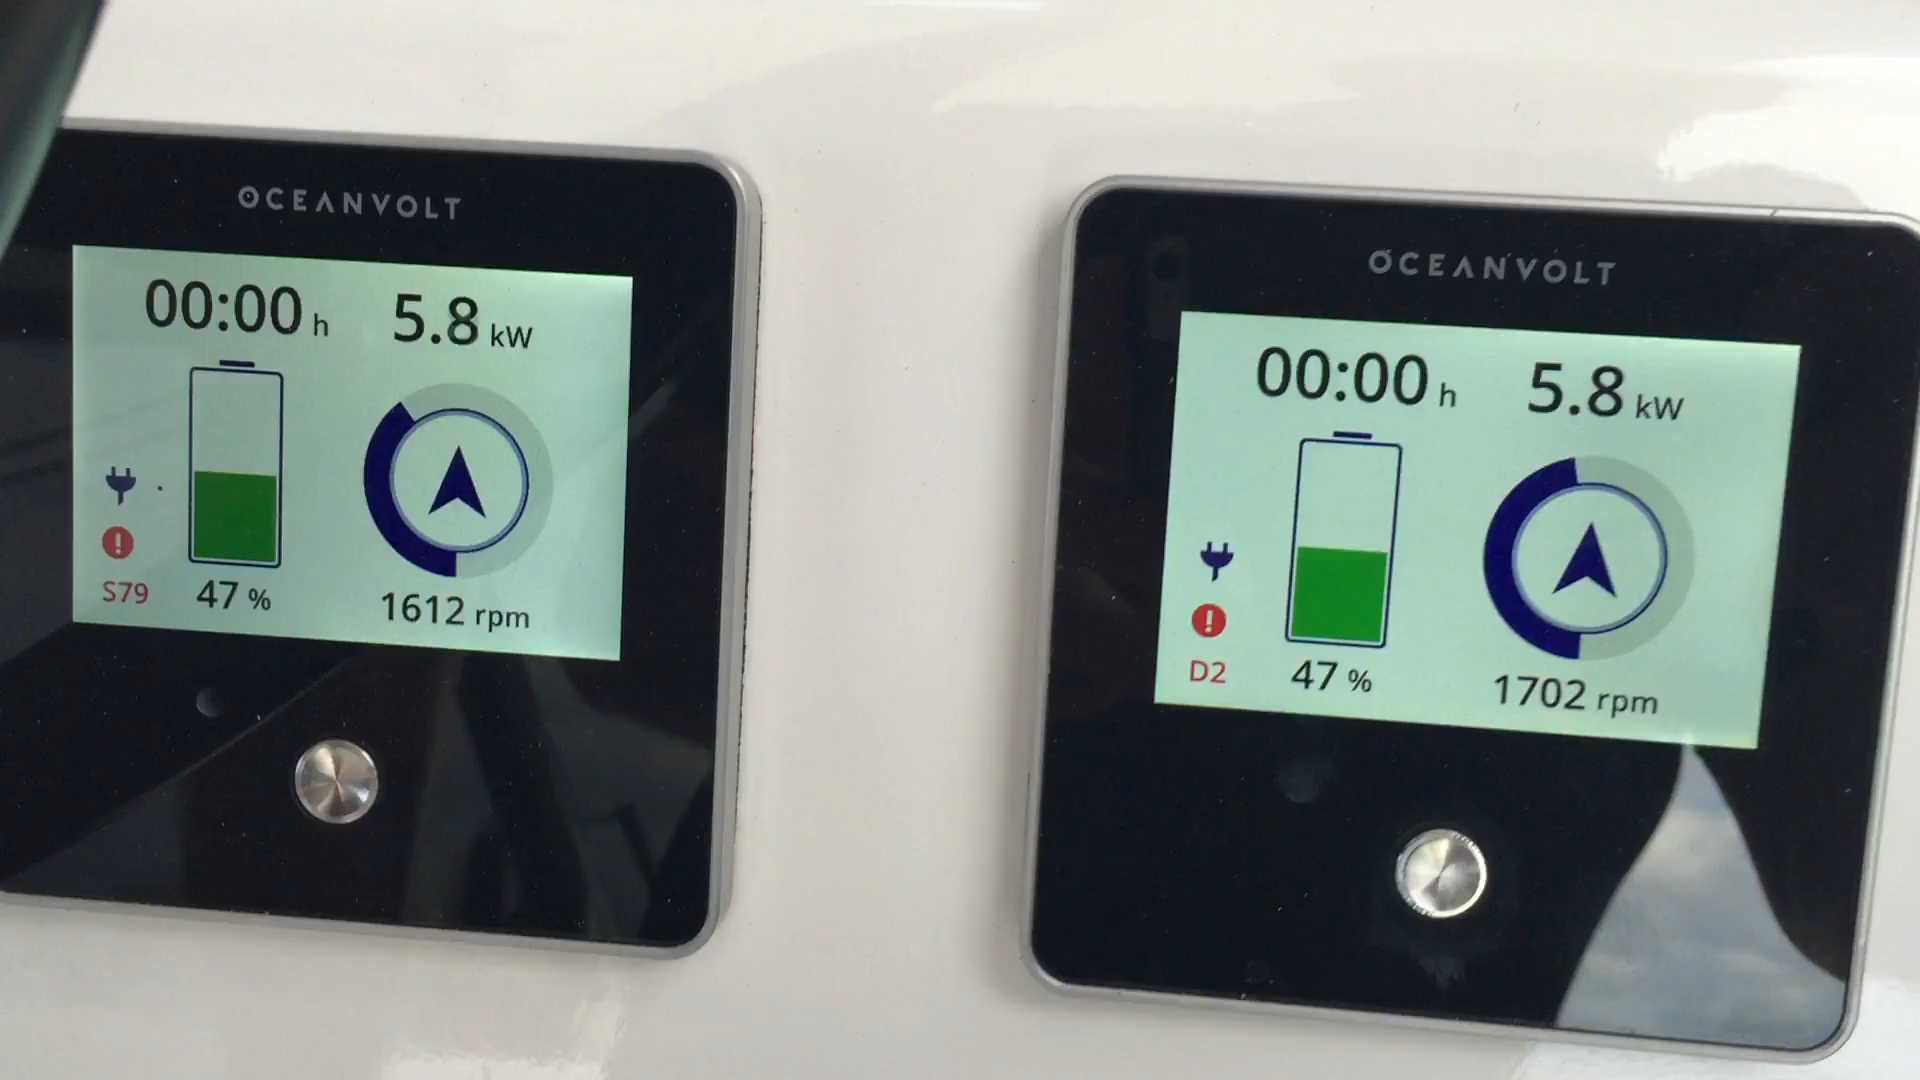 OCEANVOLT
00:00 h 5.8 kW
S79 47 % 1612 rpm
OCEANVOLT
00:00 h 5.8 kW
D2 47 % 1702 rpm